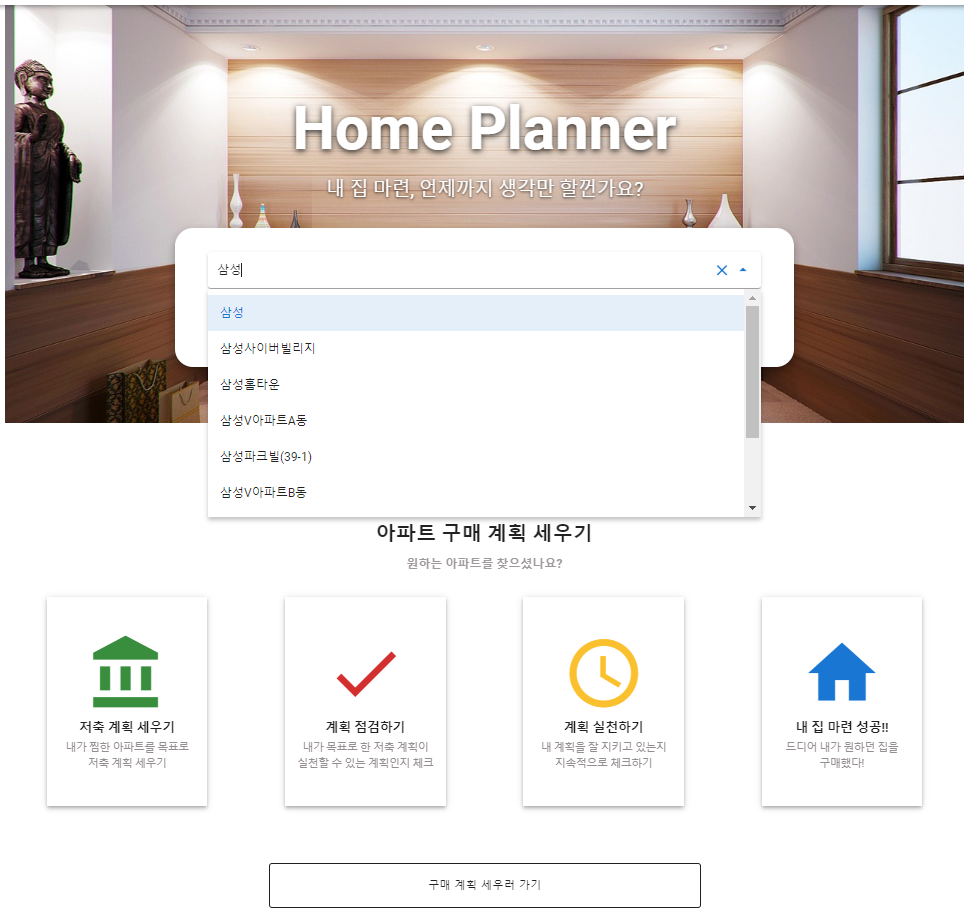 Home Planner
내 집 마련, 언제까지 생각만 할껀가요?
삼성
삼성
삼성사이버빌리지
삼성홈타운
삼성V아파트A동
삼성파크빌(39-1)
삼성V아파트B동
아파트 구매 계획 세우기
원하는 아파트를 찾으셨나요?
저축 계획 세우기
내가 찜한 아파트를 목표로
저축 계획 세우기
계획 점검하기
내가 목표로 한 저축 계획이
실천할 수 있는 계획인지 체크
계획 실천하기
내 계획을 잘 지키고 있는지
지속적으로 체크하기
내 집 마련 성공!!
드디어 내가 원하던 집을
구매했다!
구매 계획 세우러 가기